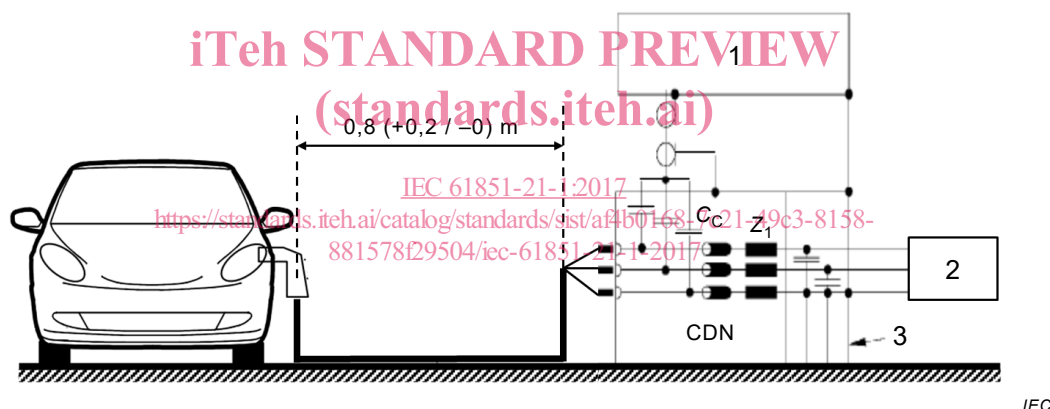 iTeh STANDARD PREVIEW
1
(standards.iteh.ai)
0,8 (+0,2 / –0) m
IEC 61851-21-1:2017
https://standards.iteh.ai/catalog/standards/sist/af4b0168-7c21-49c3-8158-
881578f29504/iec-61851-21-1-2017
CC
Z1
2
CDN
3
IEC